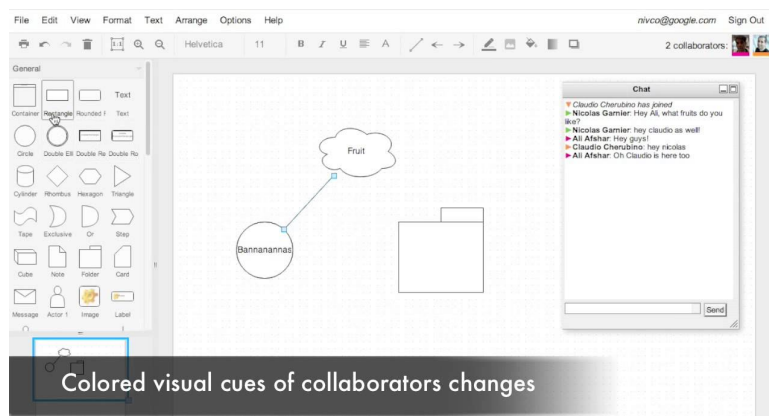 File Edit View Format Text Arrange Options Help nivco@google.com Sign Out
1:1 Helvetica 11 B I U A 2 collaborators:
General
Text
Container Rectangle Rounded Text
Circle Double Ell Double Re Double Ro
Cylinder Rhombus Hexagon Triangle
Tape Exclusive Or Step
Cube Note Folder Card
Message Actor 1 Image Label
Fruit
Bannanannas
Chat
Claudio Cherubino has joined
Nicolas Garnier: Hey Ali, what fruits do you
like?
Nicolas Garnier: hey claudio as well!
Ali Afshar: Hey guys!
Claudio Cherubino: hey nicolas
Ali Afshar: Oh Claudio is here too
Send
Colored visual cues of collaborators changes